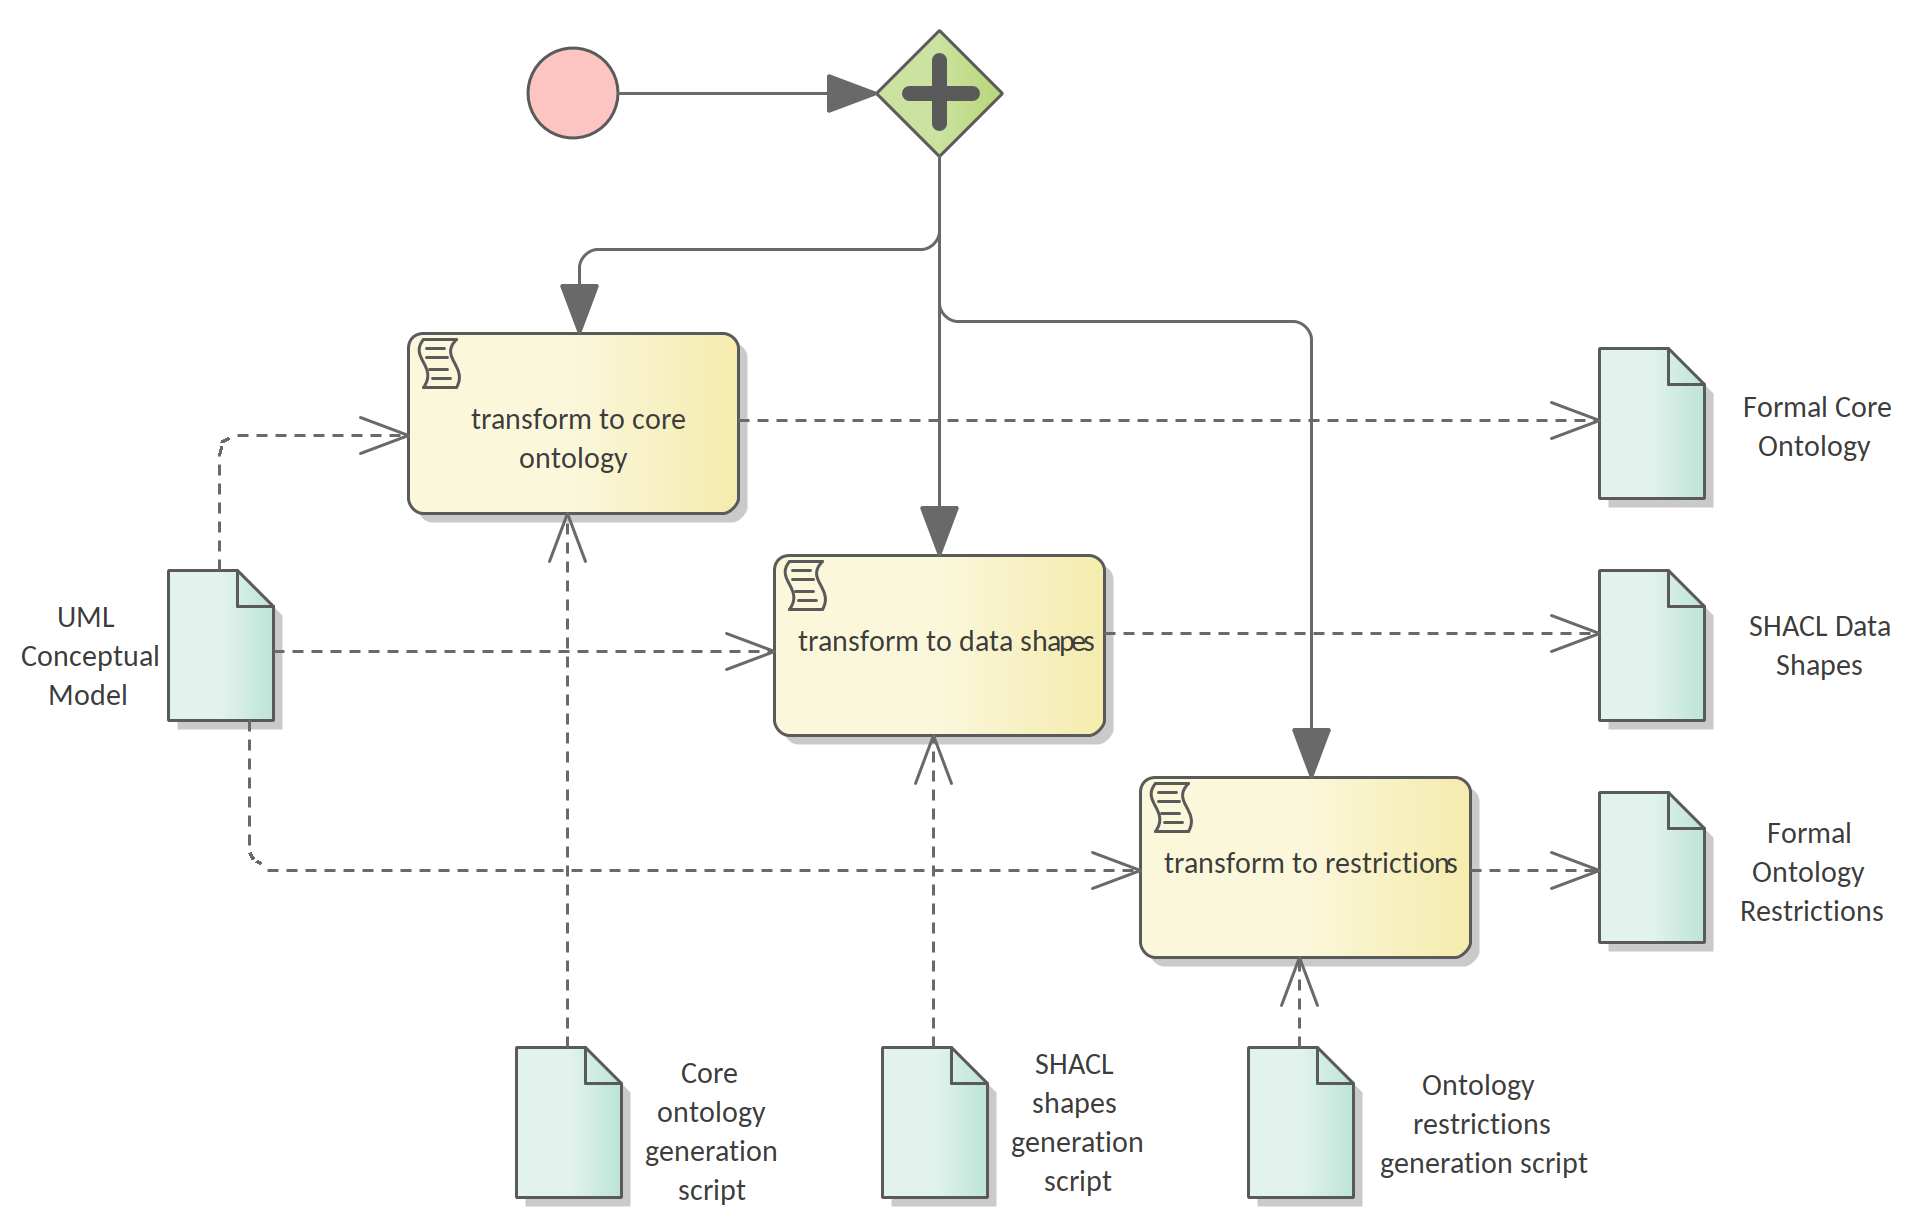 transform to core
ontology
Formal Core
Ontology
UML
Conceptual
Model
transform to data shapes
SHACL Data
Shapes
transform to restrictions
Formal
Ontology
Restrictions
Core
ontology
generation
script
SHACL
shapes
generation
script
Ontology
restrictions
generation script